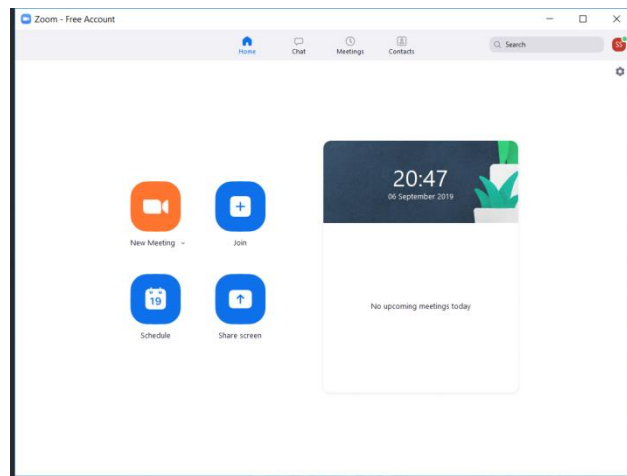 Zoom - Free Account
Home
Chat
Meetings
Contacts
Search
SS
20:47
06 September 2019
New Meeting
Join
19
Schedule
Share screen
No upcoming meetings today